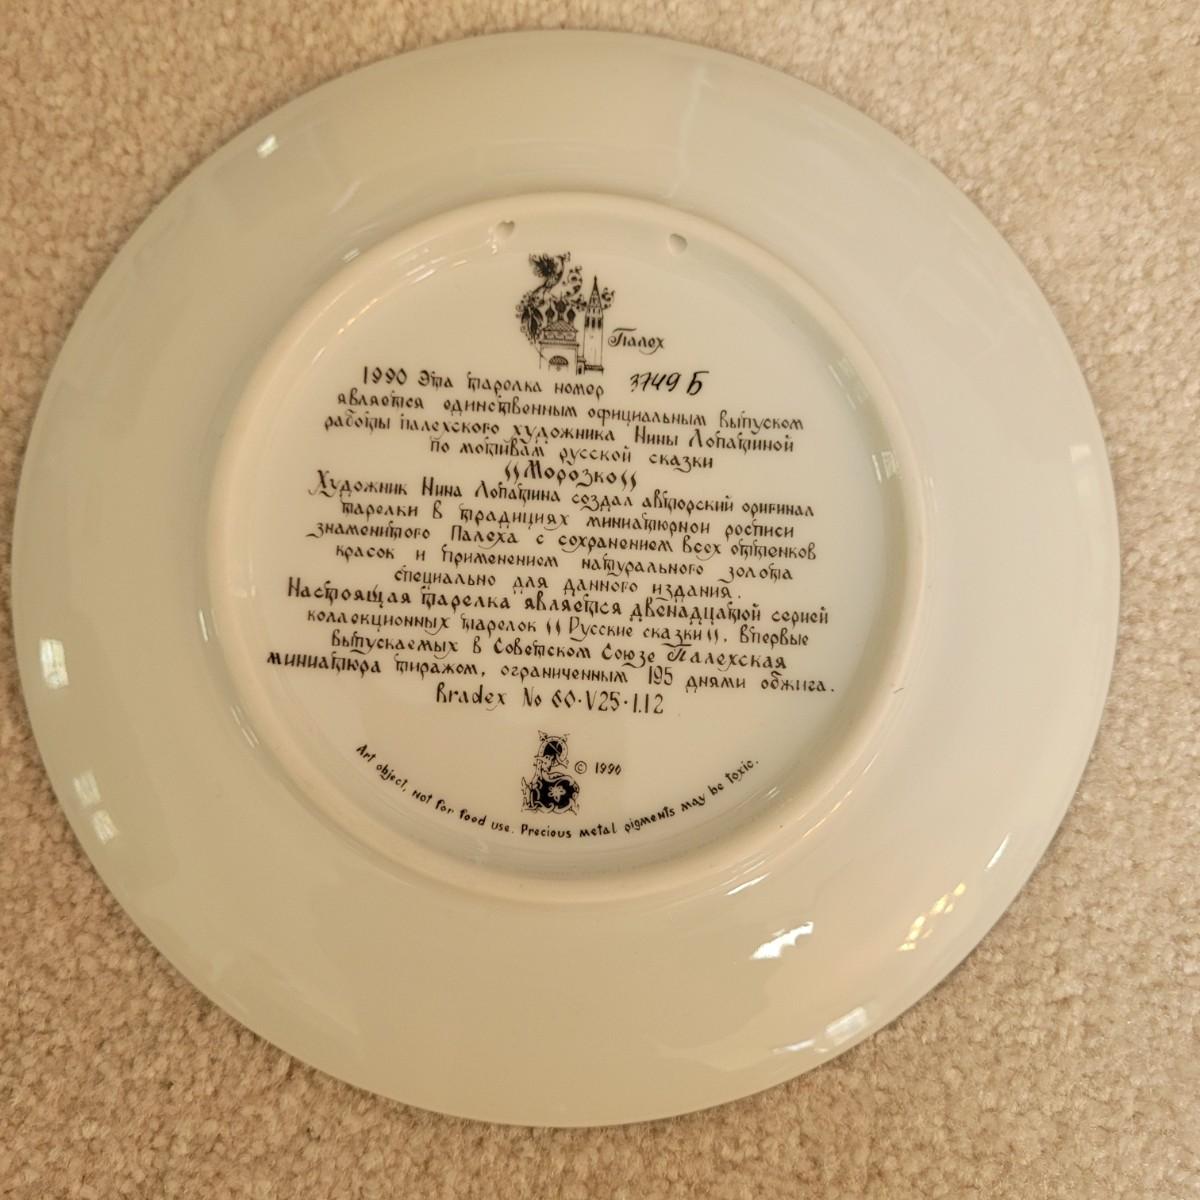 Палех
1990 Эта тарелка номер 3749 Б
является единственным официальным выпуском
работы палехского художника Нины Лопатиной
по мотивам русской сказки
"Морозко"
Художник Нина Лопатина создал авторский оригинал
тарелки в традициях миниатюрной росписи
знаменитого Палеха с сохранением всех оттенков
красок и применением натурального золота
специально для данного издания.
Настоящая тарелка является двенадцатой серией
коллекционных тарелок "Русские сказки". Впервые
выпускаемых в Советском Союзе Палехская
миниатюра тиражом, ограниченным 195 днями обжига.
Bradex No 60·V25·1.12
© 1990
Art object, not for food use. Precious metal pigments may be toxic.